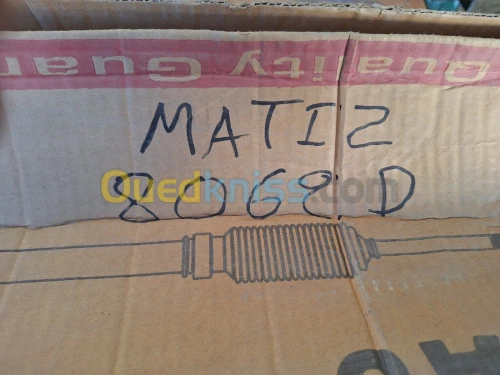 Quality Guar
MATIZ
Ouedkniss.com
8068D